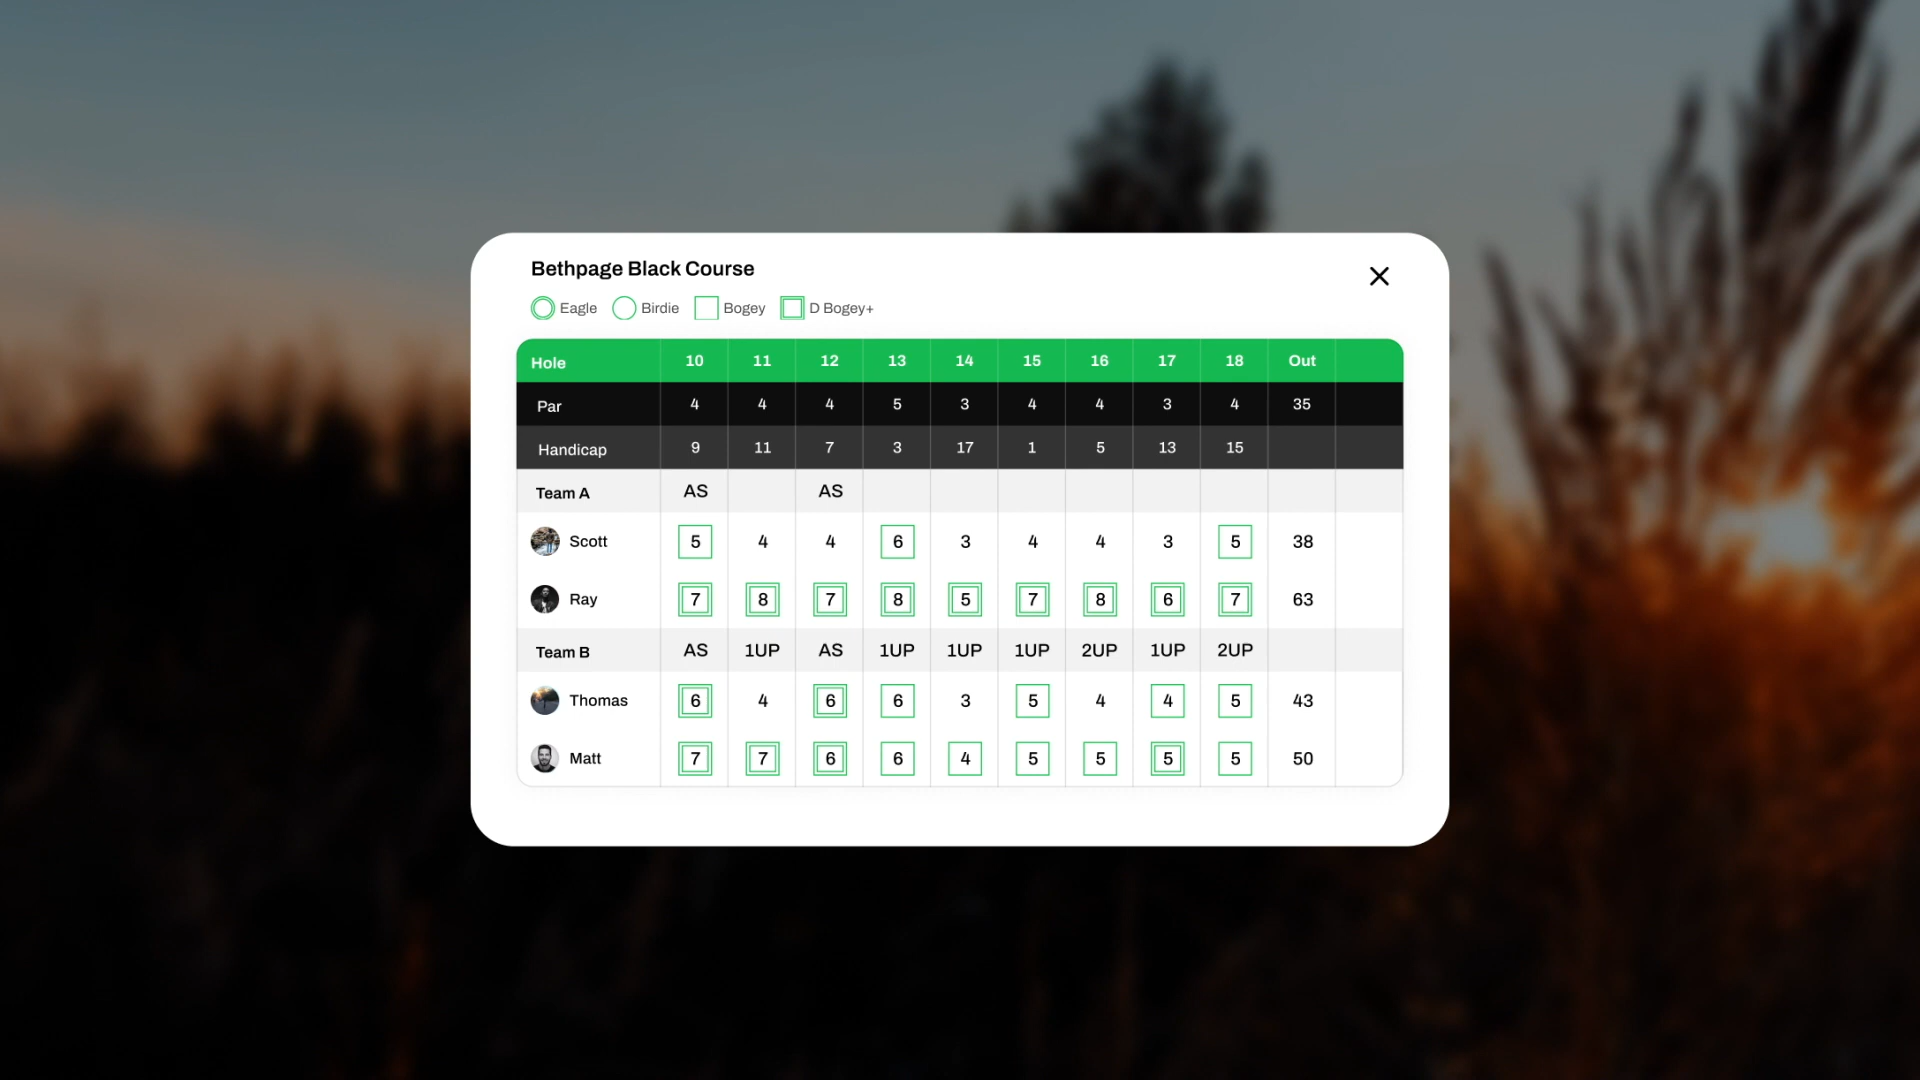 Bethpage Black Course
Eagle Birdie Bogey D Bogey+
Hole 10 11 12 13 14 15 16 17 18 Out
Par 4 4 4 5 3 4 4 3 4 35
Handicap 9 11 7 3 17 1 5 13 15
Team A AS AS
Scott 5 4 4 6 3 4 4 3 5 38
Ray 7 8 7 8 5 7 8 6 7 63
Team B AS 1UP AS 1UP 1UP 1UP 2UP 1UP 2UP
Thomas 6 4 6 6 3 5 4 4 5 43
Matt 7 7 6 6 4 5 5 5 5 50